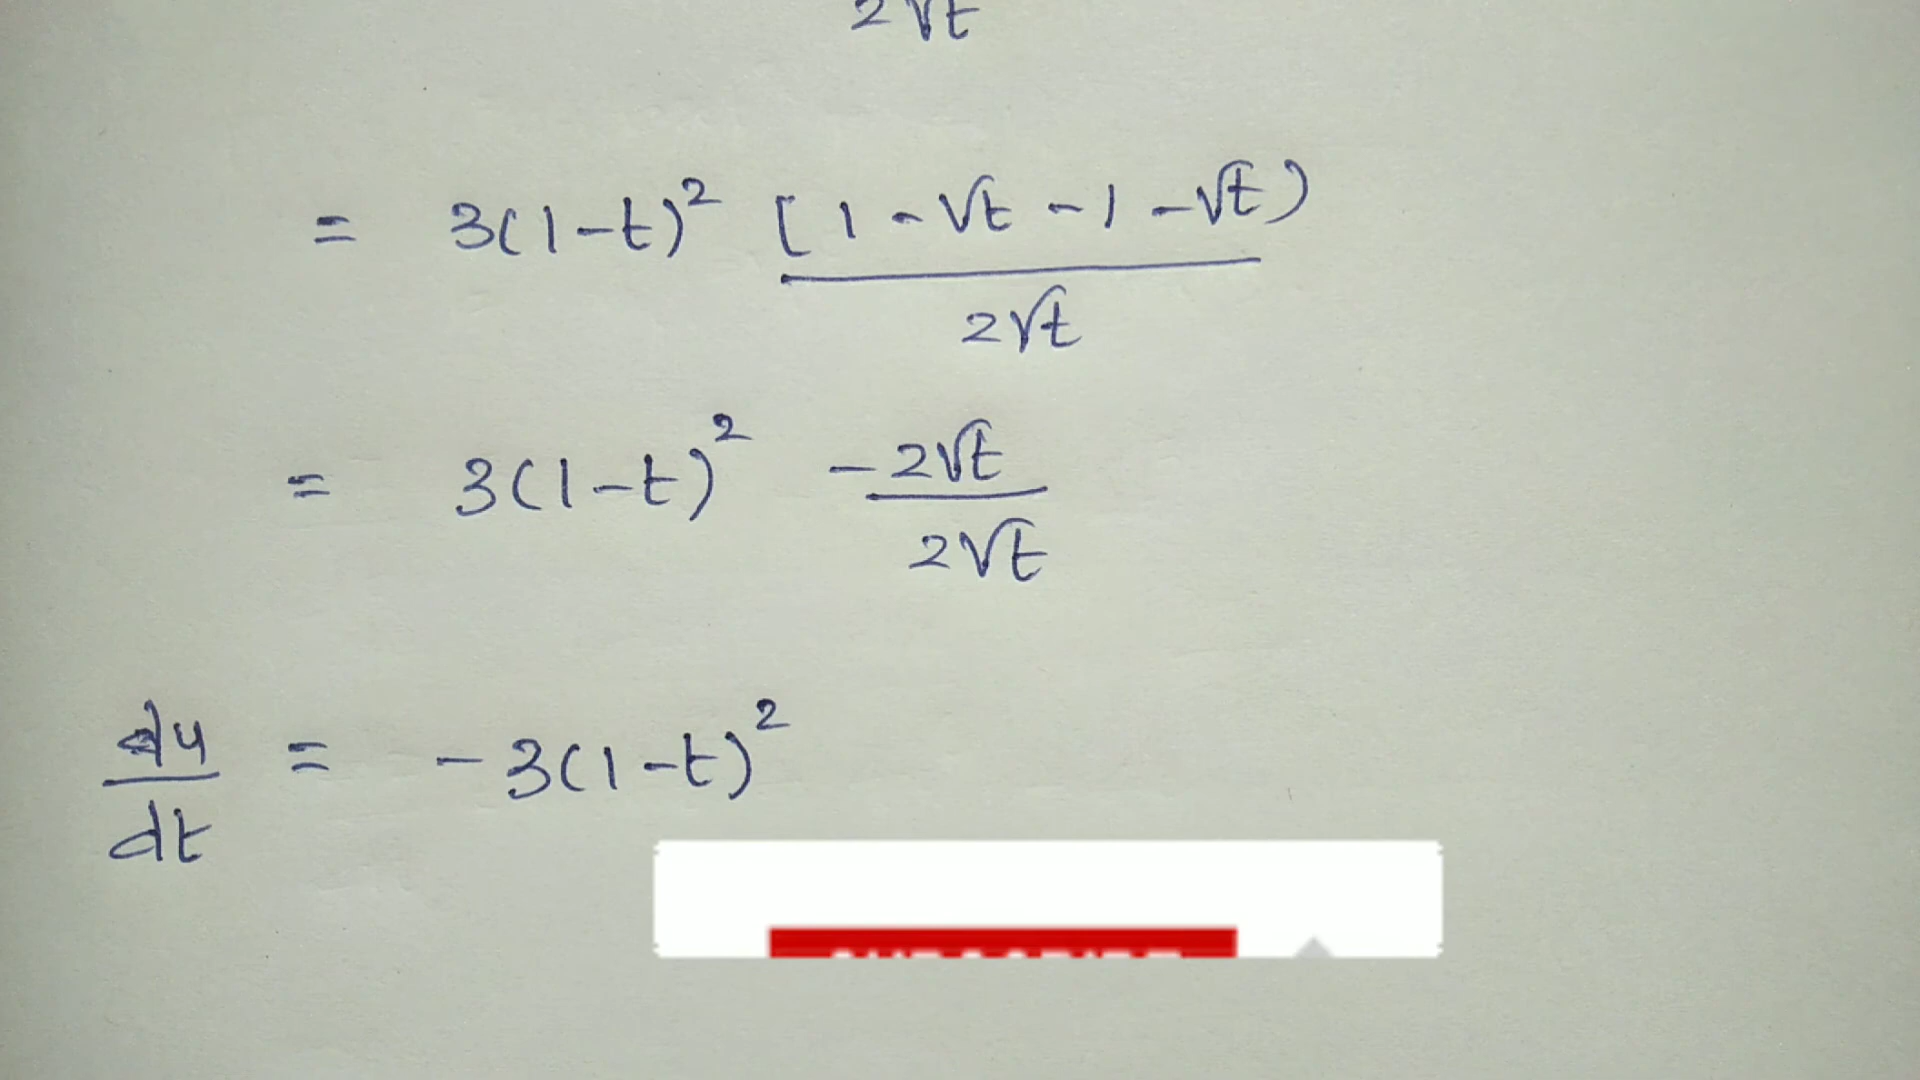 2√t
= 3(1-t)² [1 - √t - 1 - √t)
2√t
= 3(1-t)² -2√t
2√t
dy = -3(1-t)²
dt